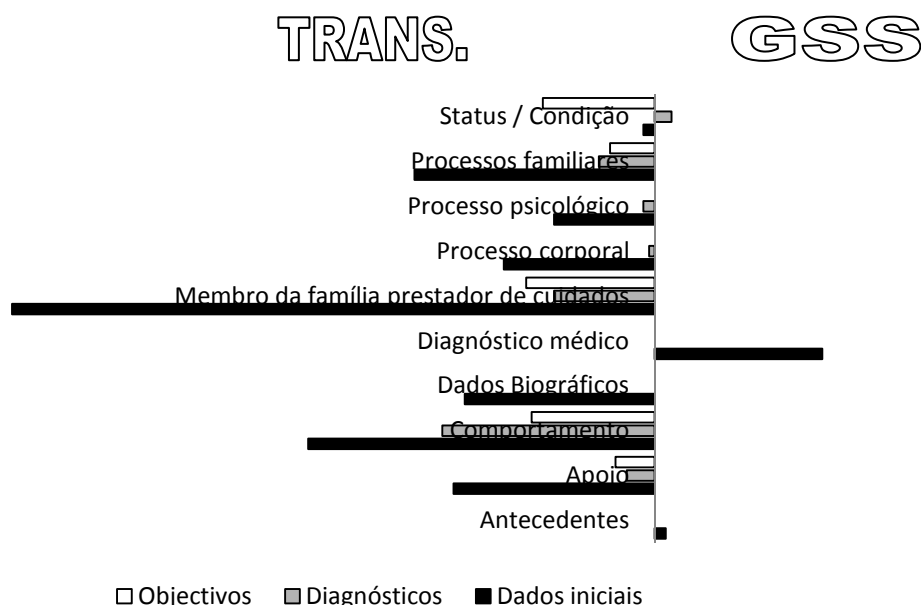 TRANS. GSS
Status / Condição
Processos familiares
Processo psicológico
Processo corporal
Membro da família prestador de cuidados
Diagnóstico médico
Dados Biográficos
Comportamento
Apoio
Antecedentes
Objectivos Diagnósticos Dados iniciais